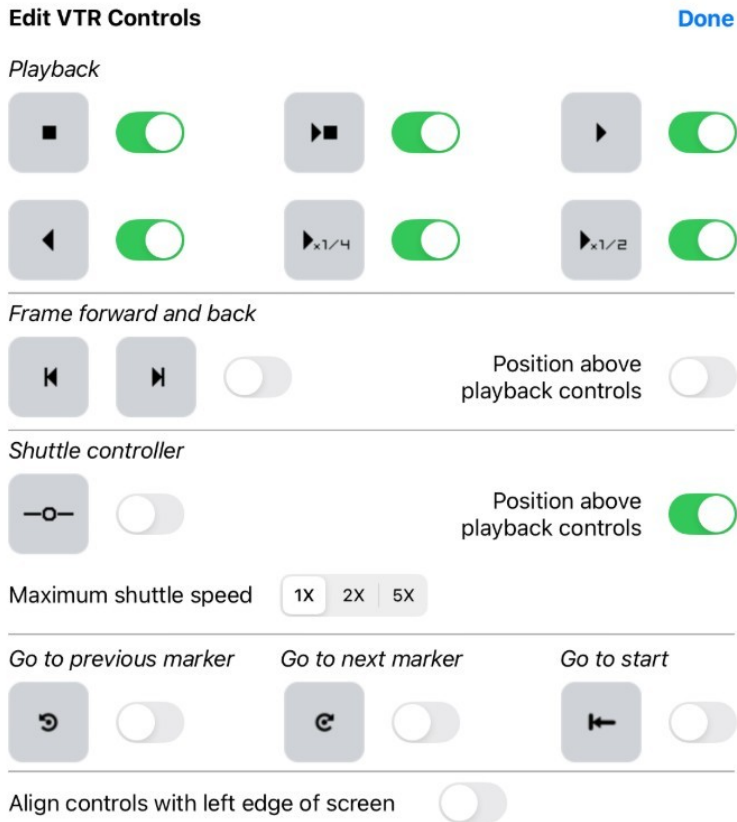 Edit VTR Controls Done
Playback
x1/4 x1/2
Frame forward and back
Position above
playback controls
Shuttle controller
Position above
playback controls
Maximum shuttle speed 1X 2X 5X
Go to previous marker Go to next marker Go to start
Align controls with left edge of screen